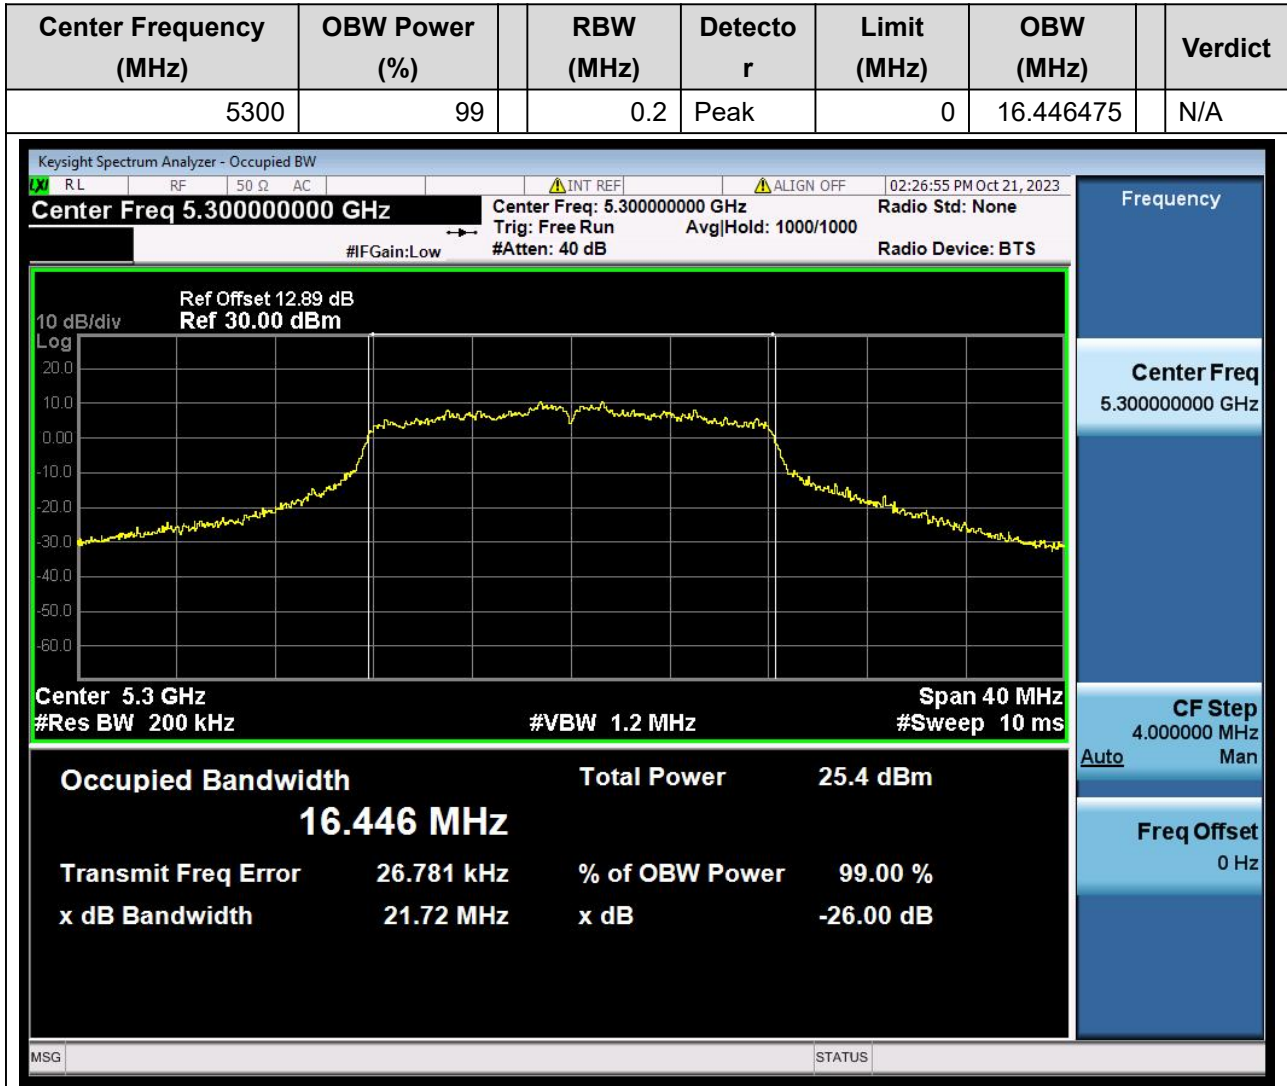 Center Frequency (MHz) OBW Power (%) RBW (MHz) Detecto r Limit (MHz) OBW (MHz) Verdict
5300 99 0.2 Peak 0 16.446475 N/A
Keysight Spectrum Analyzer - Occupied BW
LXI RL RF 50 Ω AC INT REF ALIGN OFF 02:26:55 PM Oct 21, 2023
Center Freq 5.300000000 GHz Center Freq: 5.300000000 GHz Radio Std: None
Trig: Free Run Avg|Hold: 1000/1000
#IFGain:Low #Atten: 40 dB Radio Device: BTS
Frequency
Ref Offset 12.89 dB
10 dB/div Ref 30.00 dBm
Log
20.0
10.0
0.00
-10.0
-20.0
-30.0
-40.0
-50.0
-60.0
Center 5.3 GHz Span 40 MHz
#Res BW 200 kHz #VBW 1.2 MHz #Sweep 10 ms
Occupied Bandwidth Total Power 25.4 dBm
16.446 MHz
Transmit Freq Error 26.781 kHz % of OBW Power 99.00 %
x dB Bandwidth 21.72 MHz x dB -26.00 dB
Center Freq
5.300000000 GHz
CF Step
4.000000 MHz
Auto Man
Freq Offset
0 Hz
MSG STATUS